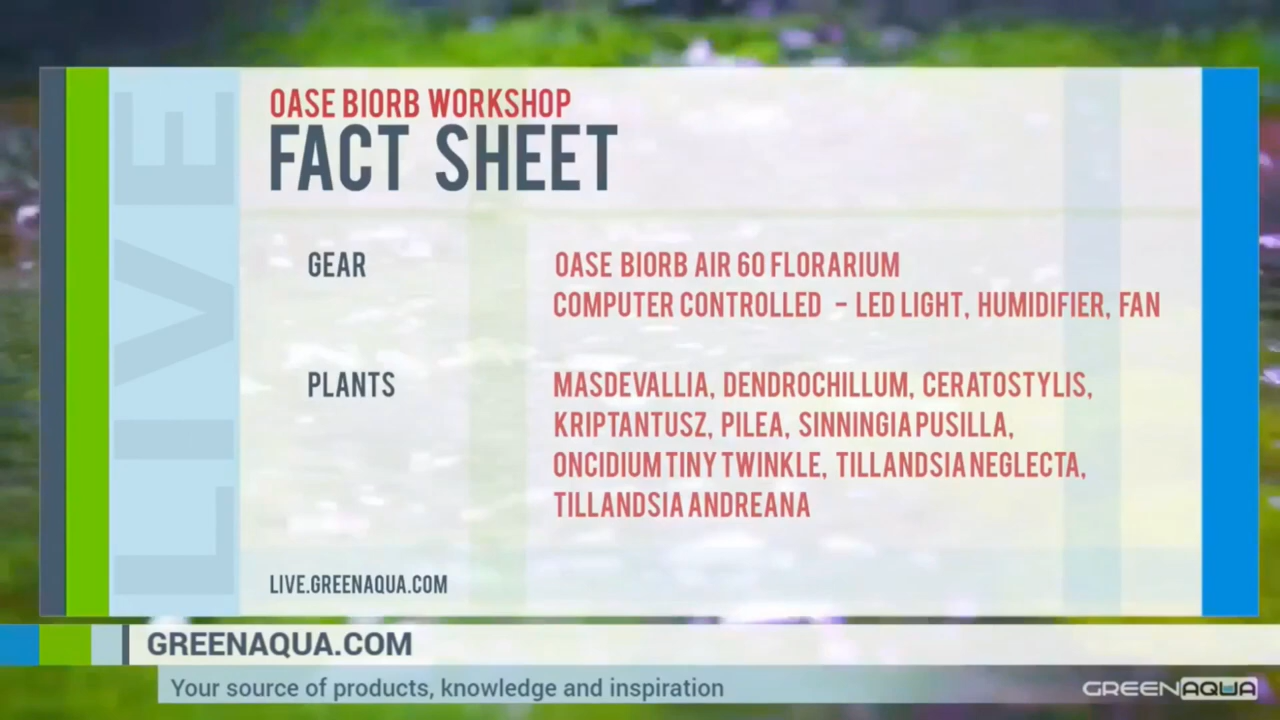 LIVE
OASE BIORB WORKSHOP
FACT SHEET
GEAR
OASE BIORB AIR 60 FLORARIUM
COMPUTER CONTROLLED - LED LIGHT, HUMIDIFIER, FAN
PLANTS
MASDEVALLIA, DENDROCHILLUM, CERATOSTYLIS,
KRIPTANTUSZ, PILEA, SINNINGIA PUSILLA,
ONCIDIUM TINY TWINKLE, TILLANDSIA NEGLECTA,
TILLANDSIA ANDREANA
LIVE.GREENAQUA.COM
GREENAQUA.COM
Your source of products, knowledge and inspiration
GREENAQUA